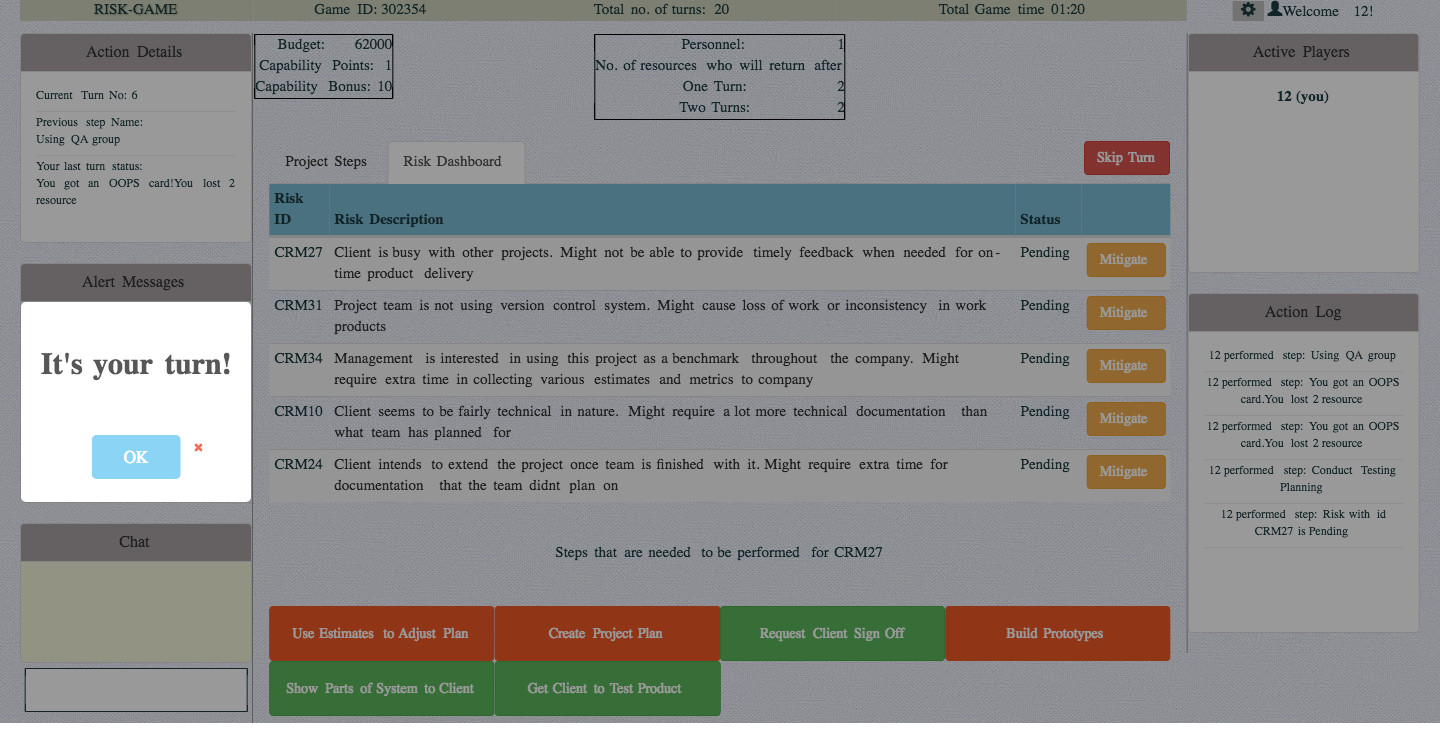 RISK-GAME
Game ID: 302354
Total no. of turns: 20
Total Game time 01:20
Welcome 12!
Action Details
Current Turn No: 6
Previous step Name:
Using QA group
Your last turn status:
You got an OOPS card!You lost 2
resource
Alert Messages
It's your turn!
OK
Chat
Budget: 62000
Capability Points: 1
Capability Bonus: 10
Personnel: 1
No. of resources who will return after
One Turn: 2
Two Turns: 2
Project Steps
Risk Dashboard
Skip Turn
Risk
ID
Risk Description
Status
CRM27 Client is busy with other projects. Might not be able to provide timely feedback when needed for on- Pending Mitigate
time product delivery
CRM31 Project team is not using version control system. Might cause loss of work or inconsistency in work Pending Mitigate
products
CRM34 Management is interested in using this project as a benchmark throughout the company. Might Pending Mitigate
require extra time in collecting various estimates and metrics to company
CRM10 Client seems to be fairly technical in nature. Might require a lot more technical documentation than Pending Mitigate
what team has planned for
CRM24 Client intends to extend the project once team is finished with it. Might require extra time for Pending Mitigate
documentation that the team didnt plan on
Steps that are needed to be performed for CRM27
Use Estimates to Adjust Plan
Create Project Plan
Request Client Sign Off
Build Prototypes
Show Parts of System to Client
Get Client to Test Product
Active Players
12 (you)
Action Log
12 performed step: Using QA group
12 performed step: You got an OOPS
card.You lost 2 resource
12 performed step: You got an OOPS
card.You lost 2 resource
12 performed step: Conduct Testing
Planning
12 performed step: Risk with id
CRM27 is Pending